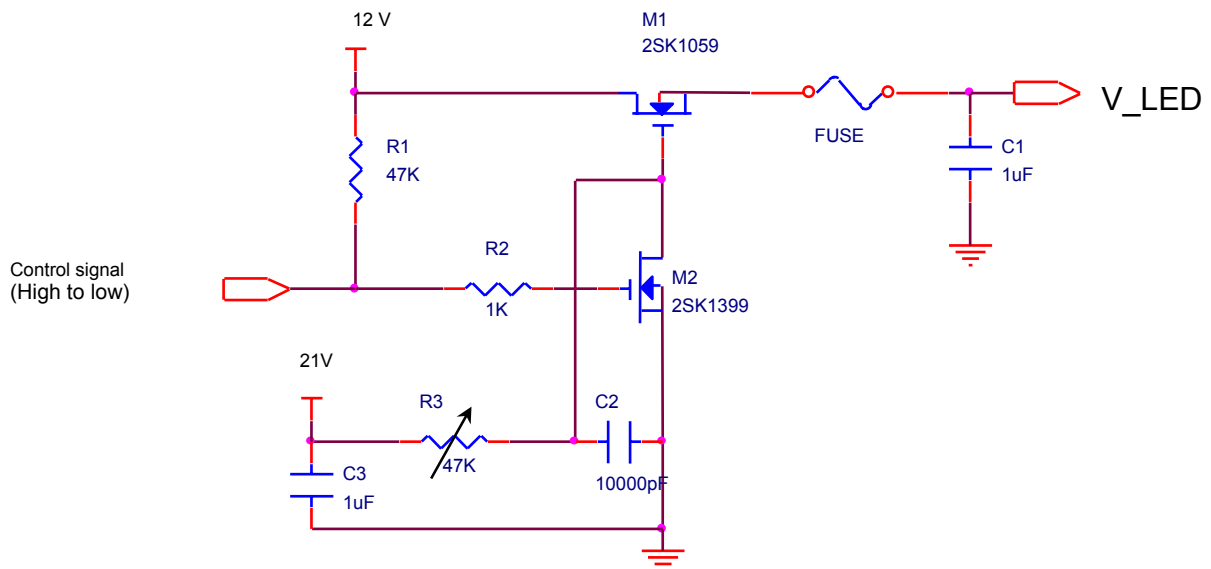 12 V
M1
2SK1059
V_LED
FUSE
R1
47K
C1
1uF
Control signal
(High to low)
R2
1K
M2
2SK1399
21V
R3
47K
C2
10000pF
C3
1uF